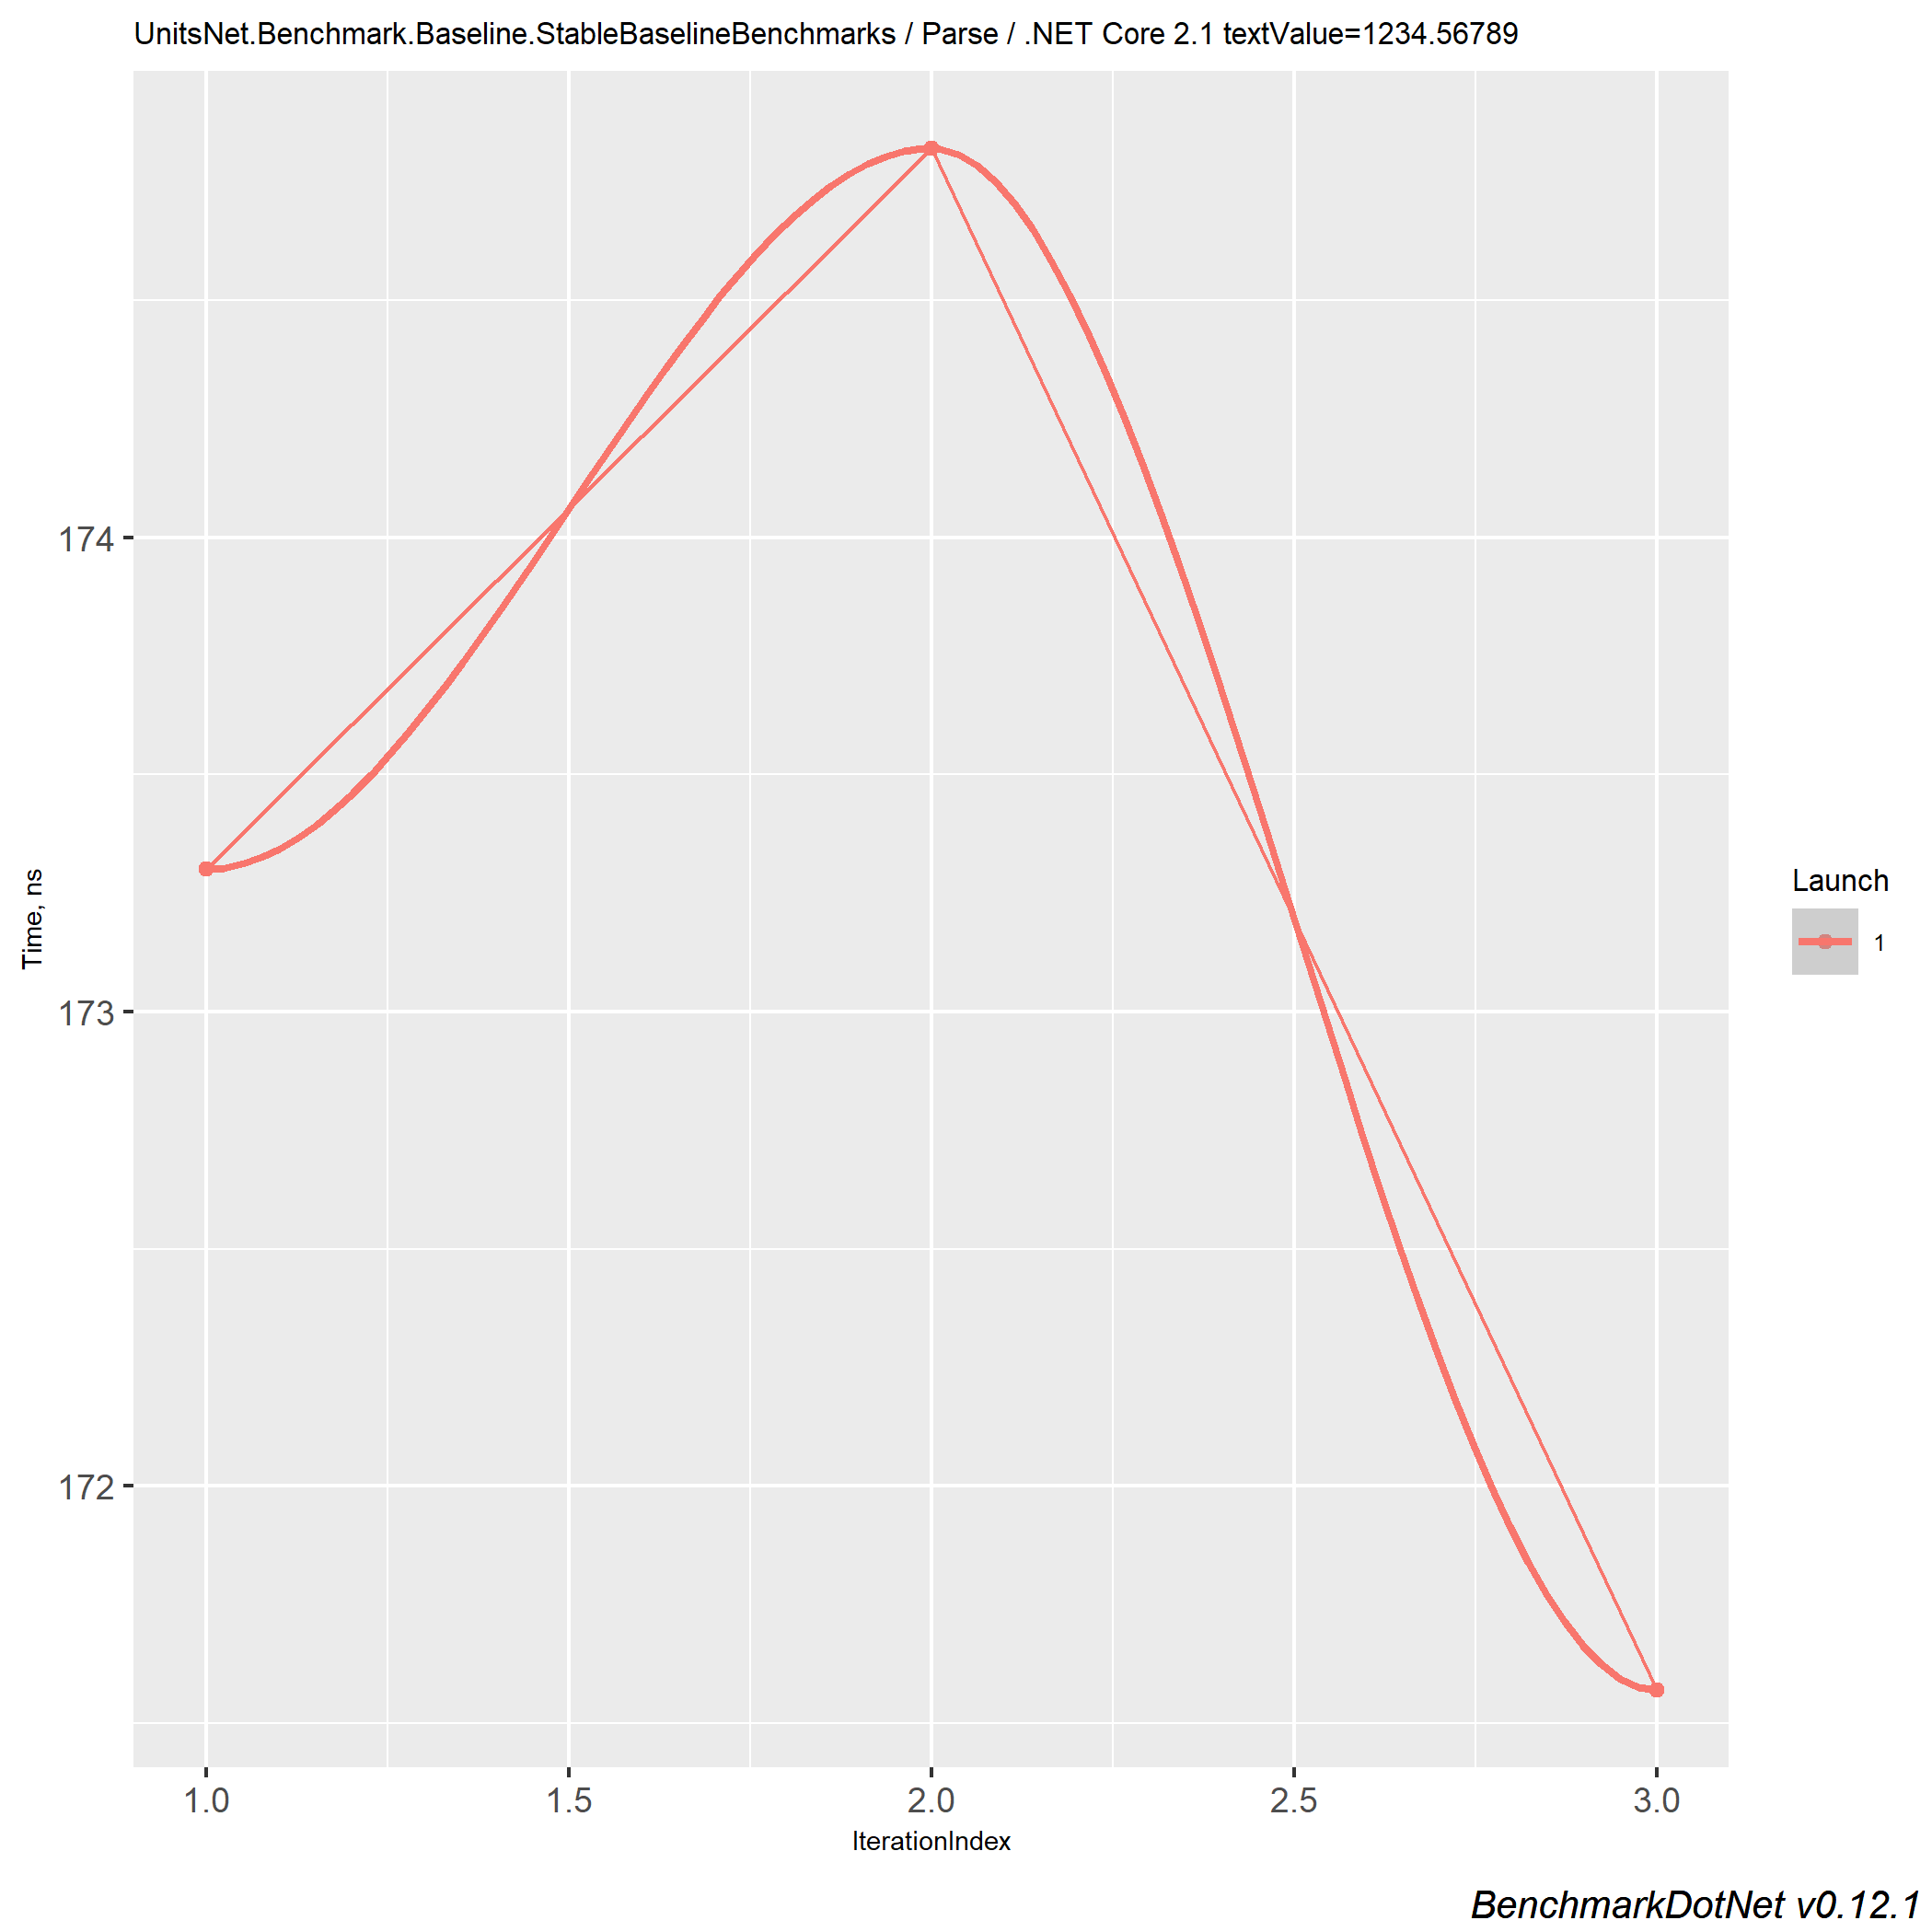 UnitsNet.Benchmark.Baseline.StableBaselineBenchmarks / Parse / .NET Core 2.1 textValue=1234.56789
174
173
172
Time, ns
1.0 1.5 2.0 2.5 3.0
IterationIndex
Launch
1
BenchmarkDotNet v0.12.1